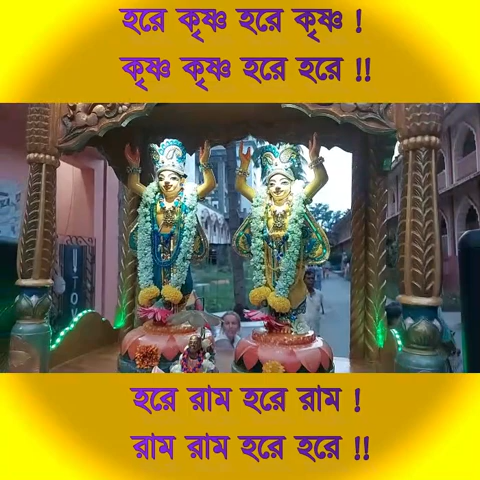 হরে কৃষ্ণ হরে কৃষ্ণ !
কৃষ্ণ কৃষ্ণ হরে হরে !!
হরে রাম হরে রাম !
রাম রাম হরে হরে !!